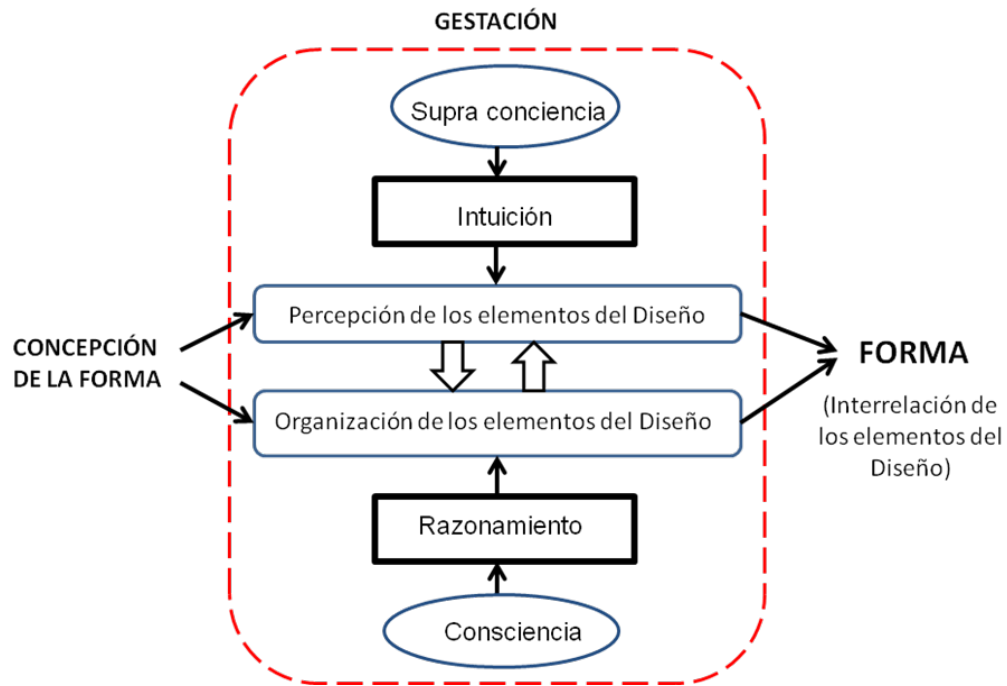 GESTACIÓN
Supra conciencia
Intuición
Percepción de los elementos del Diseño
CONCEPCIÓN
DE LA FORMA
FORMA
(Interrelación de
los elementos del
Diseño)
Organización de los elementos del Diseño
Razonamiento
Consciencia